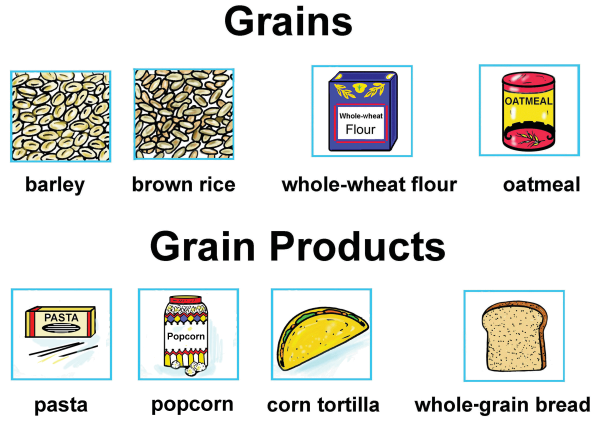 Grains
Whole-wheat
Flour
OATMEAL
barley brown rice whole-wheat flour oatmeal
Grain Products
PASTA
Popcorn
pasta popcorn corn tortilla whole-grain bread